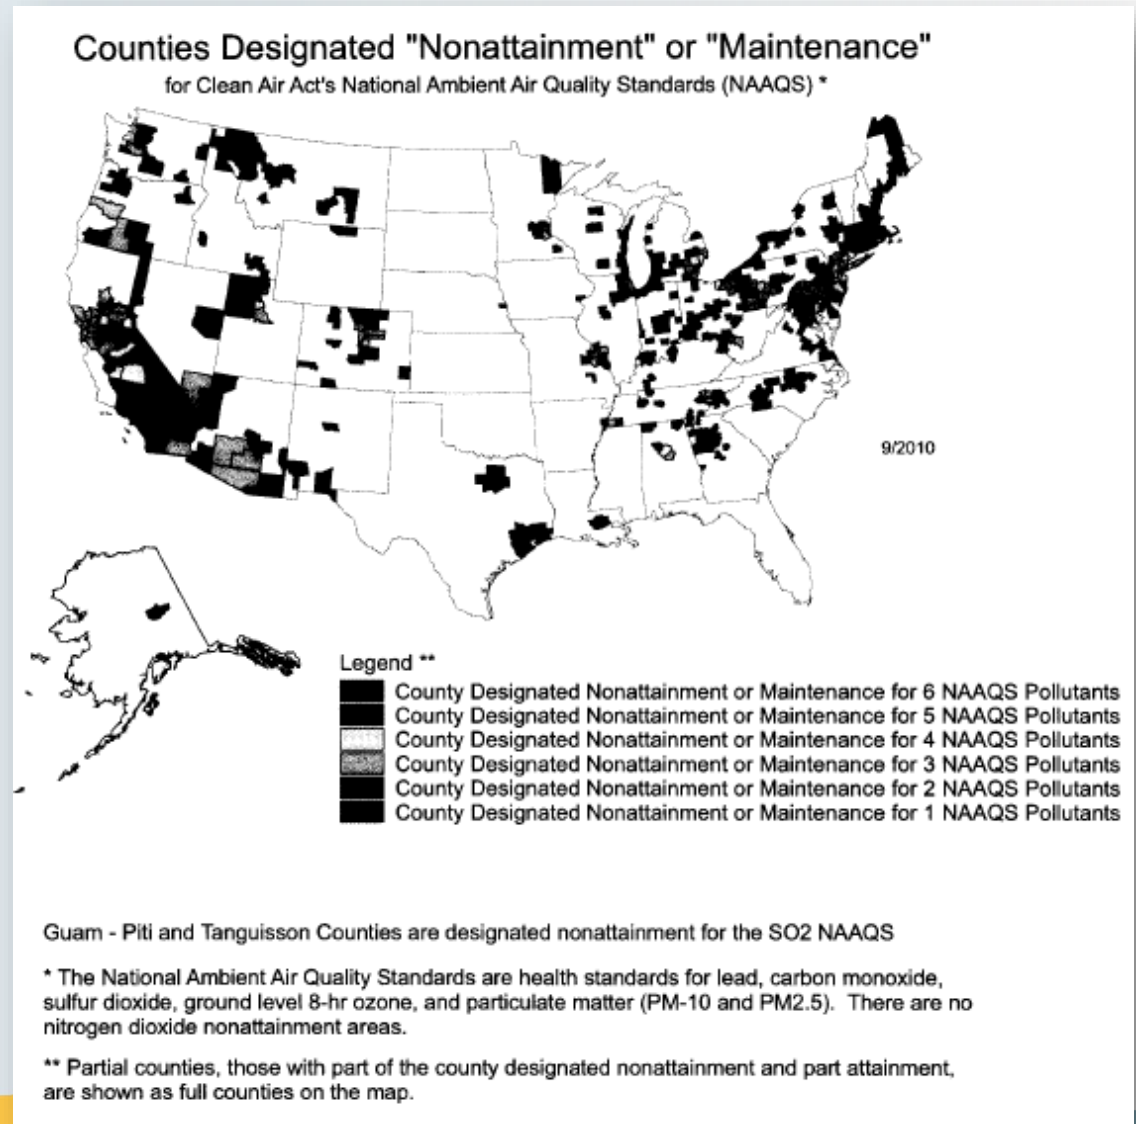 Counties Designated "Nonattainment" or "Maintenance"
for Clean Air Act's National Ambient Air Quality Standards (NAAQS) *
9/2010
Legend **
County Designated Nonattainment or Maintenance for 6 NAAQS Pollutants
County Designated Nonattainment or Maintenance for 5 NAAQS Pollutants
County Designated Nonattainment or Maintenance for 4 NAAQS Pollutants
County Designated Nonattainment or Maintenance for 3 NAAQS Pollutants
County Designated Nonattainment or Maintenance for 2 NAAQS Pollutants
County Designated Nonattainment or Maintenance for 1 NAAQS Pollutants
Guam - Piti and Tanguisson Counties are designated nonattainment for the SO2 NAAQS
* The National Ambient Air Quality Standards are health standards for lead, carbon monoxide,
sulfur dioxide, ground level 8-hr ozone, and particulate matter (PM-10 and PM2.5).  There are no
nitrogen dioxide nonattainment areas.
** Partial counties, those with part of the county designated nonattainment and part attainment,
are shown as full counties on the map.